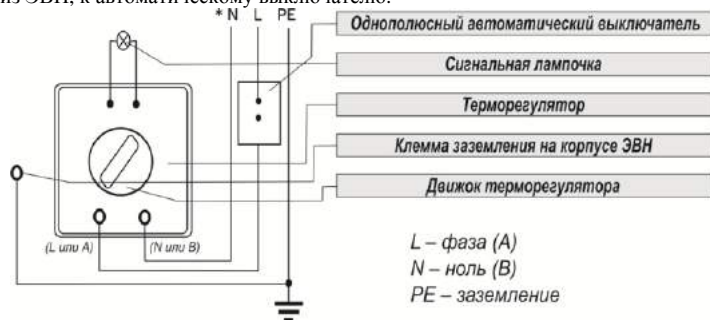 из ЭВН, к автоматическому выключателю.
* N L PE
Однополюсный автоматический выключатель
Сигнальная лампочка
Терморегулятор
Клемма заземления на корпусе ЭВН
Движок терморегулятора
(L или A) (N или B)
L – фаза (A)
N – ноль (B)
PE – заземление